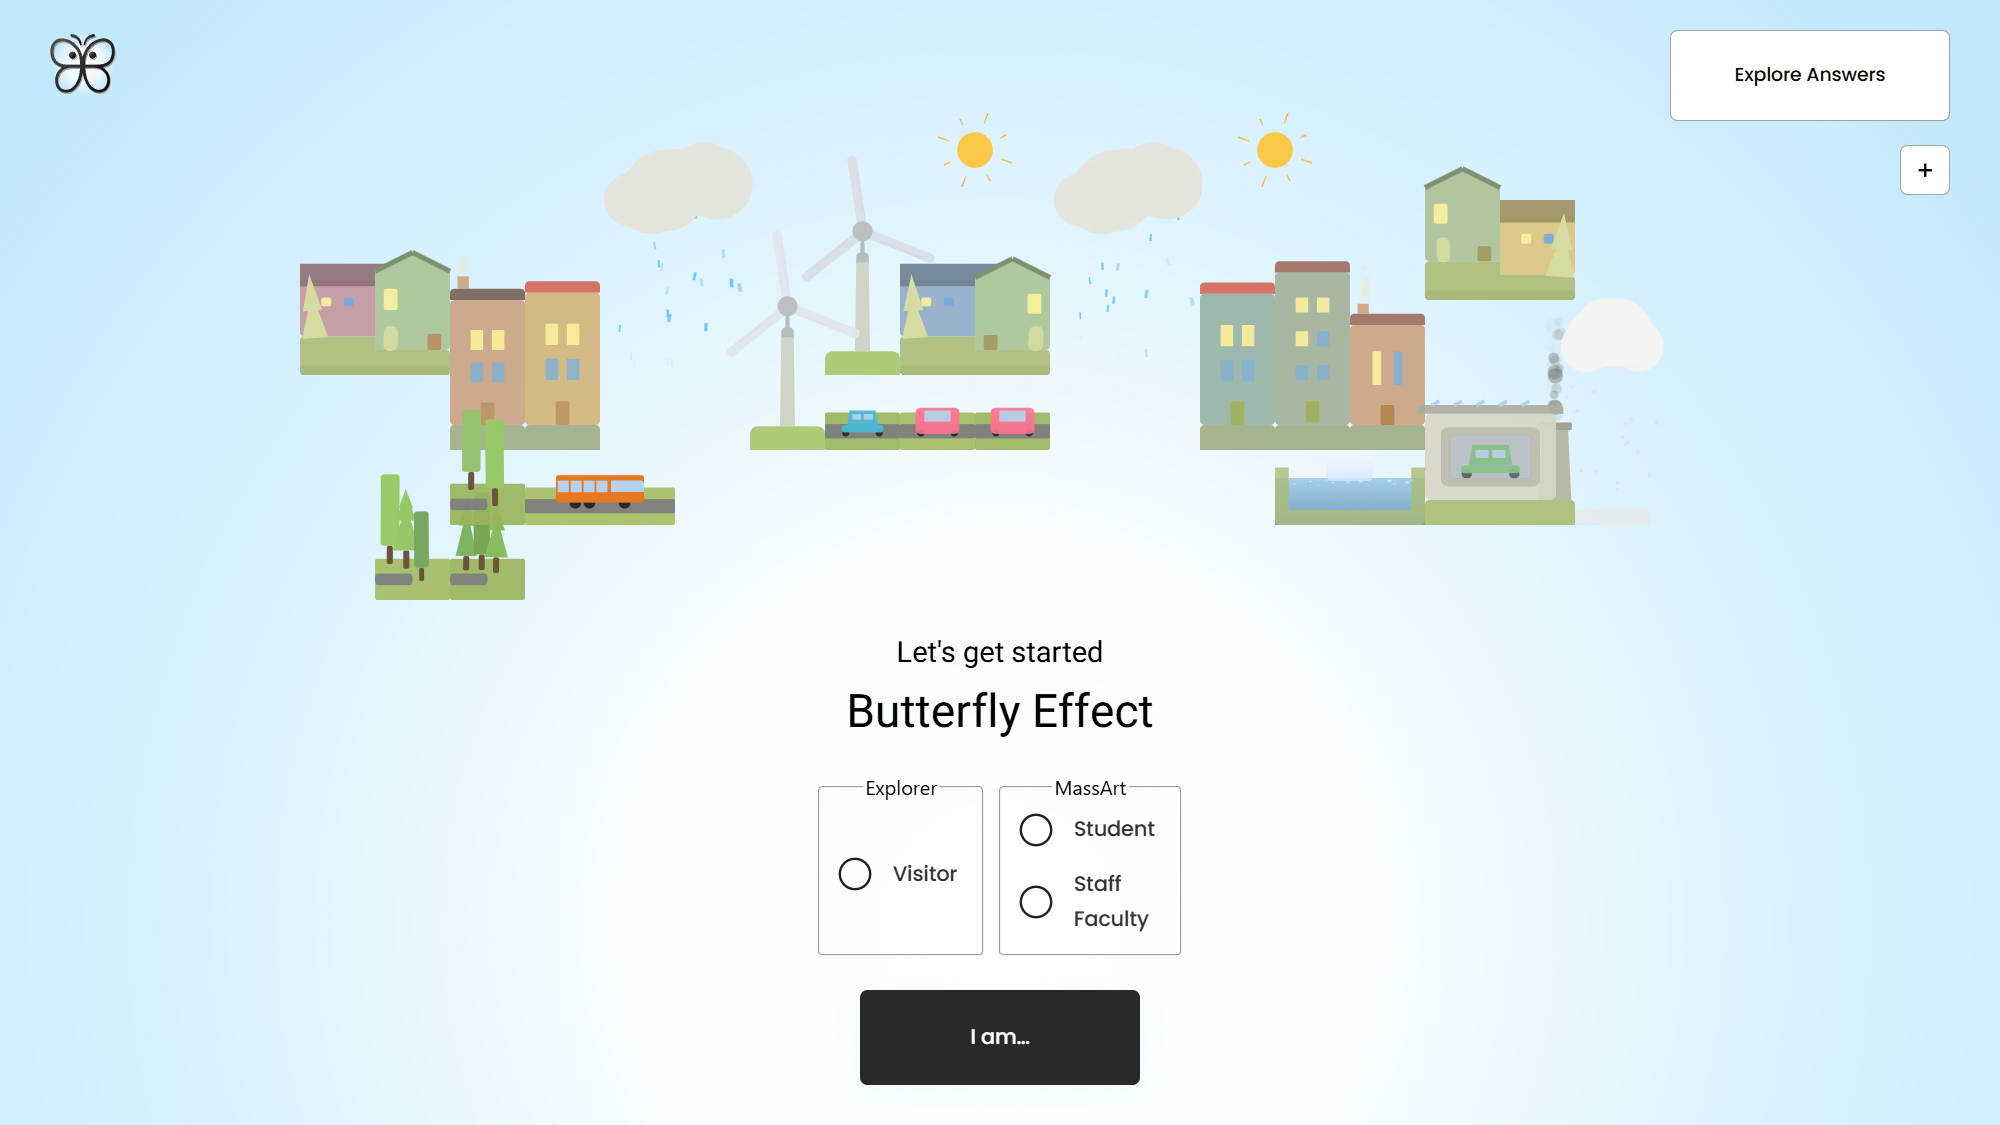 Explore Answers
+
Let's get started
Butterfly Effect
Explorer
Visitor
MassArt
Student
Staff
Faculty
I am...